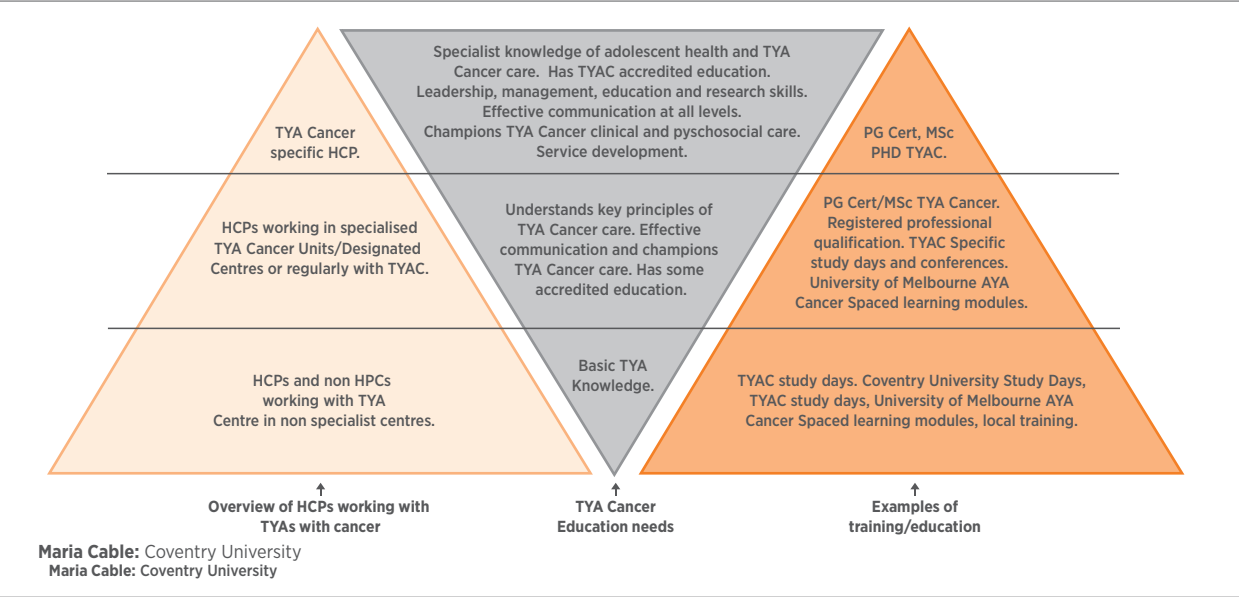 Specialist knowledge of adolescent health and TYA
Cancer care.  Has TYAC accredited education.
Leadership, management, education and research skills.
Effective communication at all levels.
Champions TYA Cancer clinical and pyschosocial care.
Service development.
TYA Cancer
specific HCP.
PG Cert, MSc
PHD TYAC.
HCPs working in specialised
TYA Cancer Units/Designated
Centres or regularly with TYAC.
Understands key principles of
TYA Cancer care. Effective
communication and champions
TYA Cancer care. Has some
accredited education.
PG Cert/MSc TYA Cancer.
Registered professional
qualification. TYAC Specific
study days and conferences.
University of Melbourne AYA
Cancer Spaced learning modules.
HCPs and non HPCs
working with TYA
Centre in non specialist centres.
Basic TYA
Knowledge.
TYAC study days. Coventry University Study Days,
TYAC study days, University of Melbourne AYA
Cancer Spaced learning modules, local training.
Overview of HCPs working with
TYAs with cancer
TYA Cancer
Education needs
Examples of
training/education
Maria Cable: Coventry University
Maria Cable: Coventry University